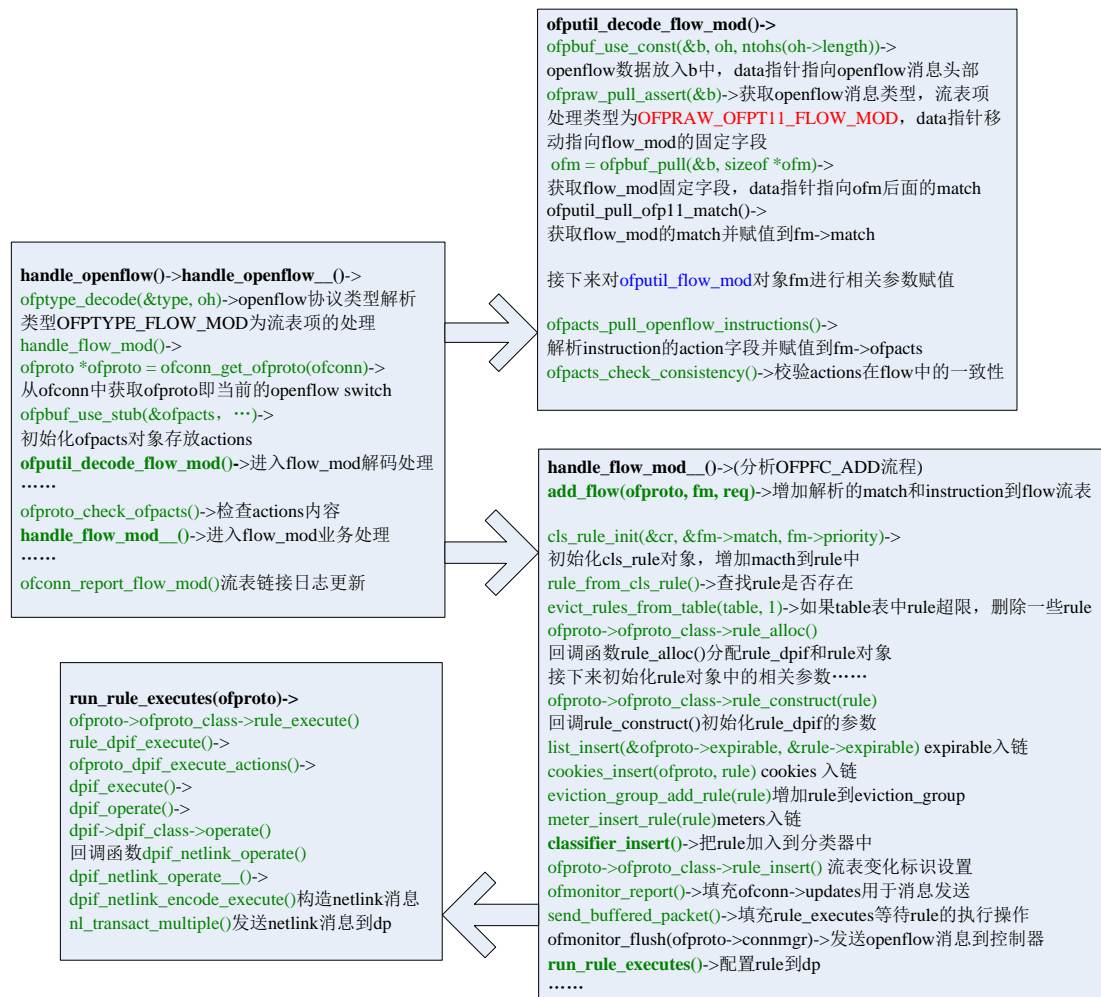 handle_openflow()->handle_openflow__()->
ofptype_decode(&type, oh)->openflow协议类型解析
类型OFPTYPE_FLOW_MOD为流表项的处理
handle_flow_mod()->
ofproto *ofproto = ofconn_get_ofproto(ofconn)->
从ofconn中获取ofproto即当前的openflow switch
ofpbuf_use_stub(&ofpacts，…)->
初始化ofpacts对象存放actions
ofputil_decode_flow_mod()->进入flow_mod解码处理
……
ofproto_check_ofpacts()->检查actions内容
handle_flow_mod__()->进入flow_mod业务处理
……
ofconn_report_flow_mod()流表链接日志更新
ofputil_decode_flow_mod()->
ofpbuf_use_const(&b, oh, ntohs(oh->length))->
openflow数据放入b中，data指针指向openflow消息头部
ofpraw_pull_assert(&b)->获取openflow消息类型，流表项
处理类型为OFPRAW_OFPT11_FLOW_MOD，data指针移
动指向flow_mod的固定字段
ofm = ofpbuf_pull(&b, sizeof *ofm)->
获取flow_mod固定字段，data指针指向ofm后面的match
ofputil_pull_ofp11_match()->
获取flow_mod的match并赋值到fm->match
接下来对ofputil_flow_mod对象fm进行相关参数赋值
ofpacts_pull_openflow_instructions()->
解析instruction的action字段并赋值到fm->ofpacts
ofpacts_check_consistency()->校验actions在flow中的一致性
handle_flow_mod__()->(分析OFPFC_ADD流程)
add_flow(ofproto, fm, req)->增加解析的match和instruction到flow流表
cls_rule_init(&cr, &fm->match, fm->priority)->
初始化cls_rule对象，增加macth到rule中
rule_from_cls_rule()->查找rule是否存在
evict_rules_from_table(table, 1)->如果table表中rule超限，删除一些rule
ofproto->ofproto_class->rule_alloc()
回调函数rule_alloc()分配rule_dpif和rule对象
接下来初始化rule对象中的相关参数……
ofproto->ofproto_class->rule_construct(rule)
回调rule_construct()初始化rule_dpif的参数
list_insert(&ofproto->expirable, &rule->expirable) expirable入链
cookies_insert(ofproto, rule) cookies 入链
eviction_group_add_rule(rule)增加rule到eviction_group
meter_insert_rule(rule)meters入链
classifier_insert()->把rule加入到分类器中
ofproto->ofproto_class->rule_insert() 流表变化标识设置
ofmonitor_report()->填充ofconn->updates用于消息发送
send_buffered_packet()->填充rule_executes等待rule的执行操作
ofmonitor_flush(ofproto->connmgr)->发送openflow消息到控制器
run_rule_executes()->配置rule到dp
……
run_rule_executes(ofproto)->
ofproto->ofproto_class->rule_execute()
rule_dpif_execute()->
ofproto_dpif_execute_actions()->
dpif_execute()->
dpif_operate()->
dpif->dpif_class->operate()
回调函数dpif_netlink_operate()
dpif_netlink_operate__()->
dpif_netlink_encode_execute()构造netlink消息
nl_transact_multiple()发送netlink消息到dp